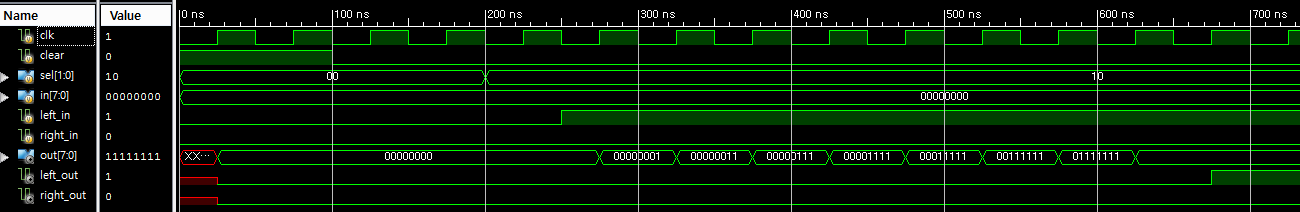 Name Value 0 ns 100 ns 200 ns 300 ns 400 ns 500 ns 600 ns 700 ns
clk 1
clear 0
sel[1:0] 10 00 10
in[7:0] 00000000 00000000
left_in 1
right_in 0
out[7:0] 11111111 XX··· 00000000 00000001 00000011 00000111 00001111 00011111 00111111 01111111
left_out 1
right_out 0